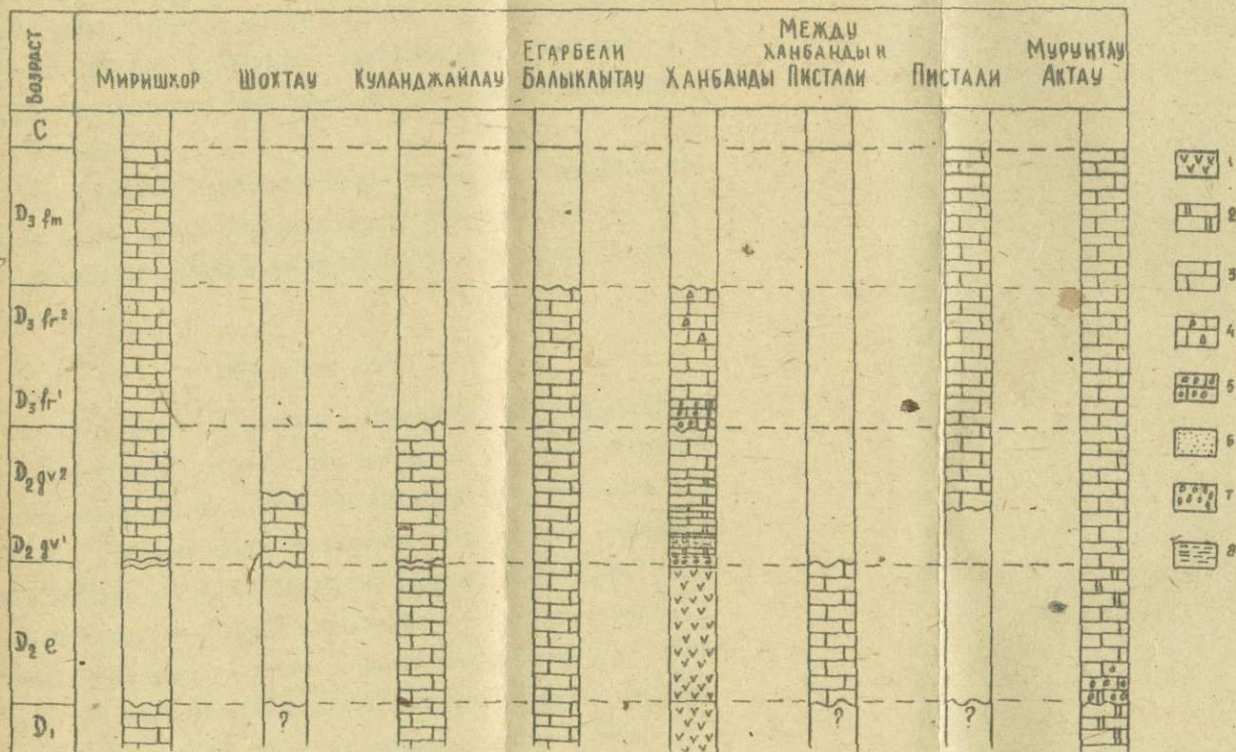 ВОЗРАСТ
МИРИШКОР
ШОХТАУ
КУЛАНДЖАЙЛАУ
ЕГАРБЕЛИ
БАЛЫКЛЫТАУ
ХАНБАНДЫ
МЕЖДУ
ХАНБАНДЫ И
ПИСТАЛИ
ПИСТАЛИ
МУРУНТАУ
АКТАУ
C
D₃ fm
D₃ fr²
D₃ fr¹
D₂ gv²
D₂ gv¹
D₂ e
D₁
?
?
?
1
2
3
4
5
6
7
8